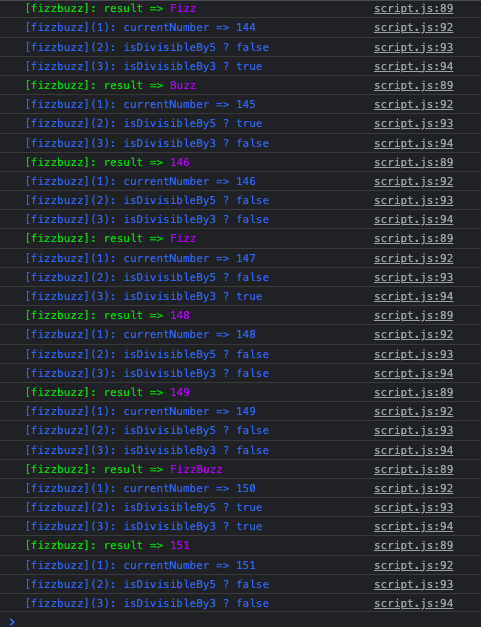 [fizzbuzz]: result => Fizz script.js:89
[fizzbuzz](1): currentNumber => 144 script.js:92
[fizzbuzz](2): isDivisibleBy5 ? false script.js:93
[fizzbuzz](3): isDivisibleBy3 ? true script.js:94
[fizzbuzz]: result => Buzz script.js:89
[fizzbuzz](1): currentNumber => 145 script.js:92
[fizzbuzz](2): isDivisibleBy5 ? true script.js:93
[fizzbuzz](3): isDivisibleBy3 ? false script.js:94
[fizzbuzz]: result => 146 script.js:89
[fizzbuzz](1): currentNumber => 146 script.js:92
[fizzbuzz](2): isDivisibleBy5 ? false script.js:93
[fizzbuzz](3): isDivisibleBy3 ? false script.js:94
[fizzbuzz]: result => Fizz script.js:89
[fizzbuzz](1): currentNumber => 147 script.js:92
[fizzbuzz](2): isDivisibleBy5 ? false script.js:93
[fizzbuzz](3): isDivisibleBy3 ? true script.js:94
[fizzbuzz]: result => 148 script.js:89
[fizzbuzz](1): currentNumber => 148 script.js:92
[fizzbuzz](2): isDivisibleBy5 ? false script.js:93
[fizzbuzz](3): isDivisibleBy3 ? false script.js:94
[fizzbuzz]: result => 149 script.js:89
[fizzbuzz](1): currentNumber => 149 script.js:92
[fizzbuzz](2): isDivisibleBy5 ? false script.js:93
[fizzbuzz](3): isDivisibleBy3 ? false script.js:94
[fizzbuzz]: result => FizzBuzz script.js:89
[fizzbuzz](1): currentNumber => 150 script.js:92
[fizzbuzz](2): isDivisibleBy5 ? true script.js:93
[fizzbuzz](3): isDivisibleBy3 ? true script.js:94
[fizzbuzz]: result => 151 script.js:89
[fizzbuzz](1): currentNumber => 151 script.js:92
[fizzbuzz](2): isDivisibleBy5 ? false script.js:93
[fizzbuzz](3): isDivisibleBy3 ? false script.js:94
>